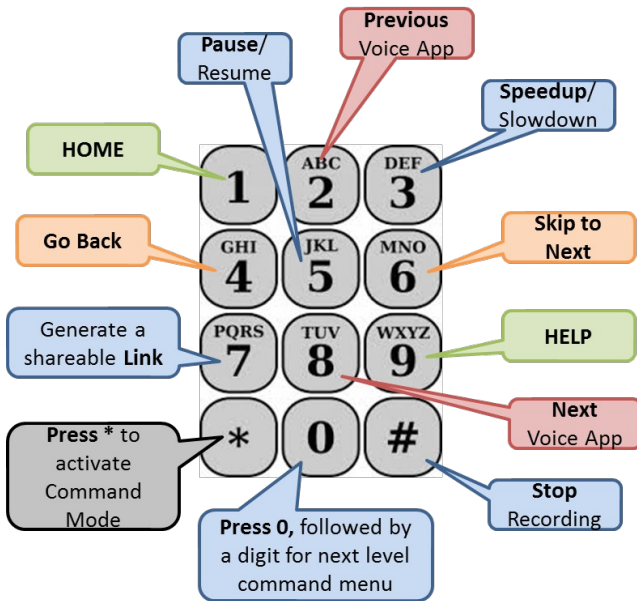 Previous
Voice App
Pause/
Resume
Speedup/
Slowdown
HOME
1
ABC
2
DEF
3
Go Back
GHI
4
JKL
5
MNO
6
Skip to
Next
Generate a
shareable Link
PQRS
7
TUV
8
WXYZ
9
HELP
Next
Voice App
Press * to
activate
Command
Mode
*
0
#
Stop
Recording
Press 0, followed by
a digit for next level
command menu